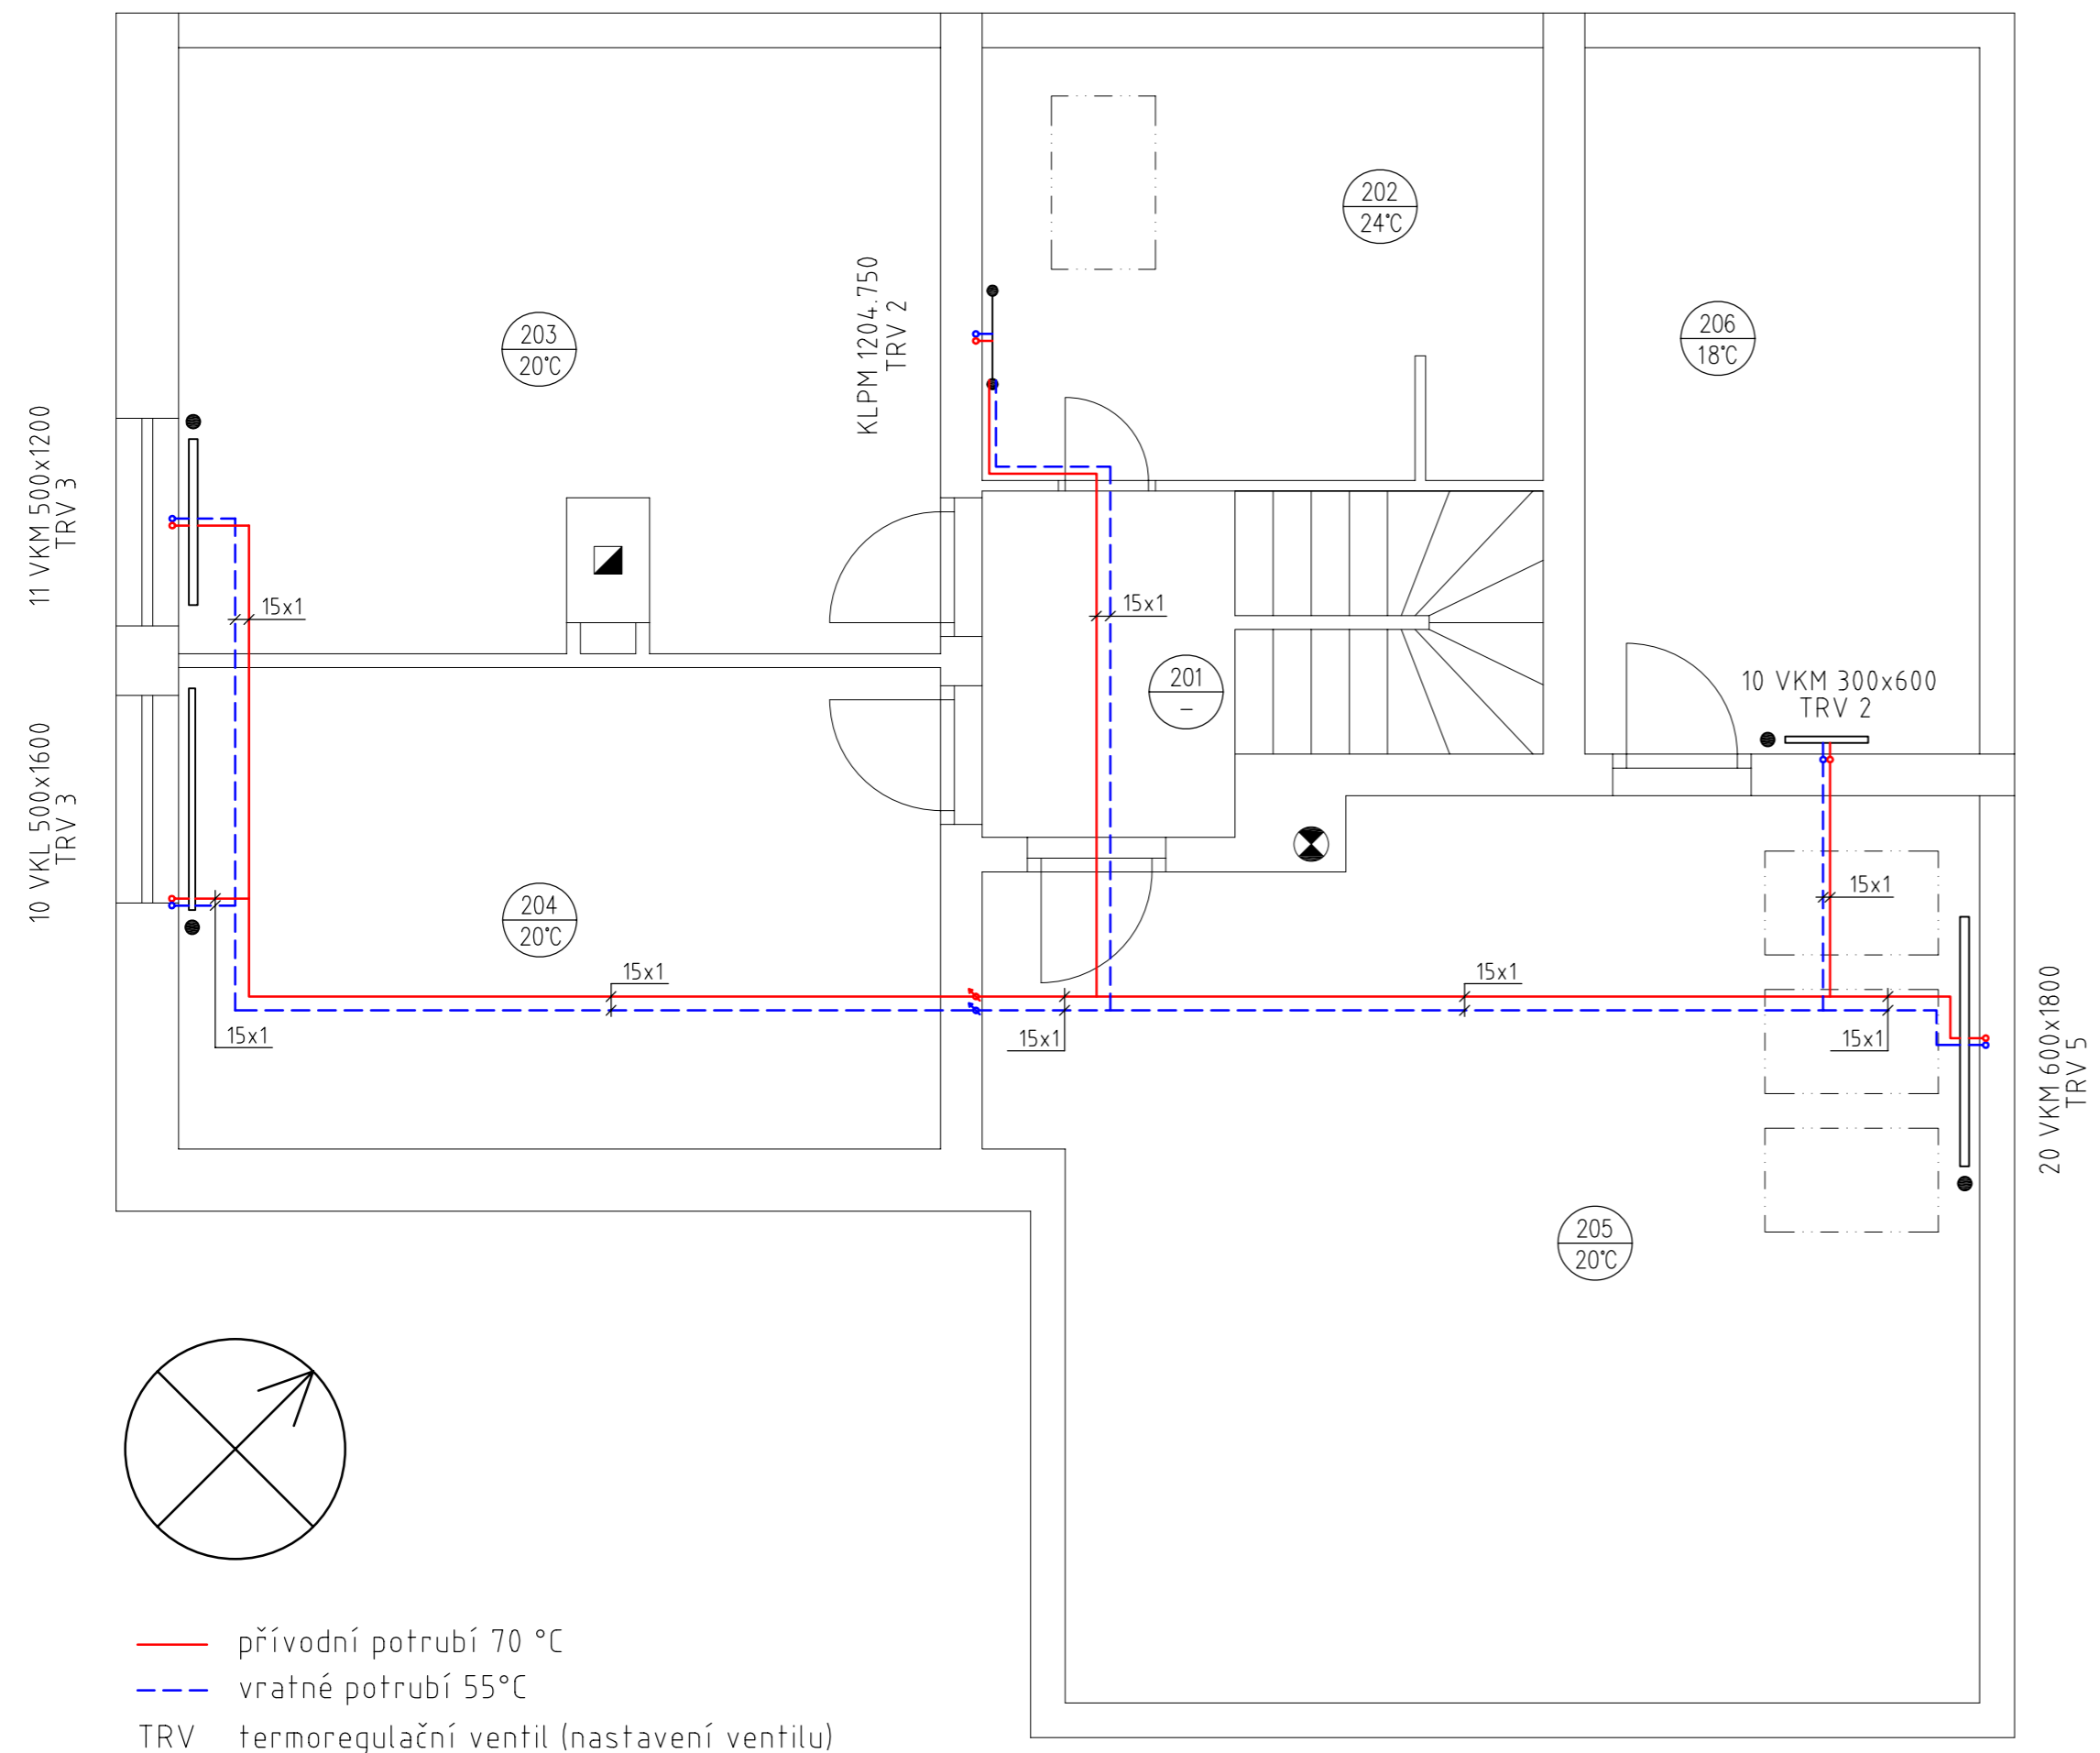 202
24°C
KLPM 1204.750
TRV 2
203
20°C
206
18°C
11 VKM 500x1200
TRV 3
15x1
15x1
201
–
10 VKM 300x600
TRV 2
10 VKL 500x1600
TRV 3
204
20°C
15x1
15x1
15x1
15x1
15x1
15x1
20 VKM 600x1800
TRV 5
205
20°C
přívodní potrubí 70 °C
vratné potrubí 55°C
TRV termoregulační ventil (nastavení ventilu)